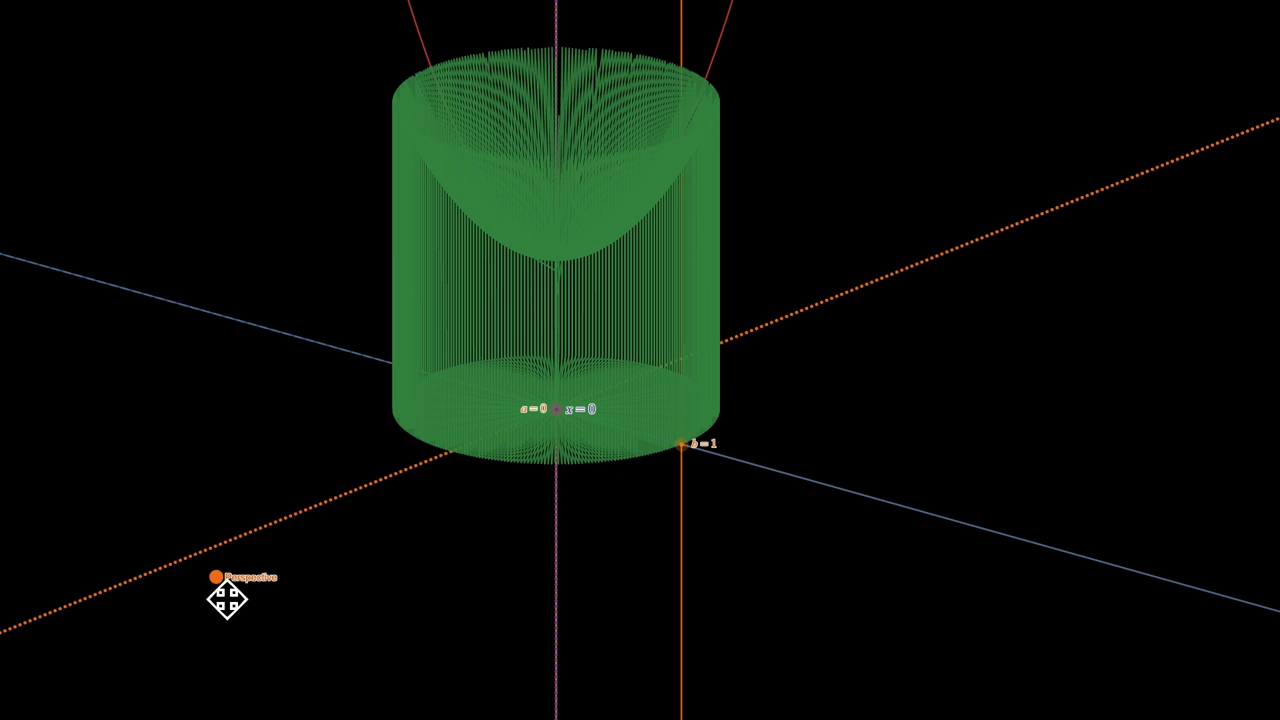 a = 0
x = 0
b = 1
Perspective